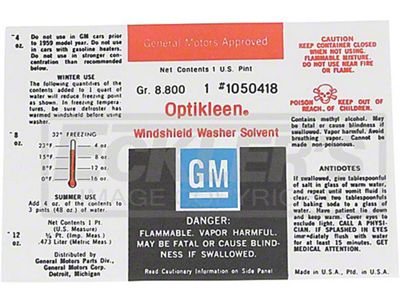 4
oz.
Do not use in GM cars prior
to 1959 model year. Do not
use in cars with gasoline heaters.
Do not use in stronger con-
centration than recommended
below.
WINTER USE
The following quantities of the
compounds added to 1 quart of
water will reduce freezing point
as shown. In freezing tempera-
tures, be sure defroster has
warmed windshield before using
washer.
8
oz.
32° FREEZING
23°F
4 oz.
15°F
8 oz.
8°F
12 oz.
0°F
16 oz.
SUMMER USE
Add 4 oz. of the contents to
3 pints (48 oz.) of water.
12
oz.
Net Contents 1 Pt.
(U.S. Measure)
.473 Liter (Metric Meas.)
Distributed by
General Motors Parts Div.,
General Motors Corp.
Detroit, Michigan
General Motors Approved
Net Contents 1 U.S. Pint
Gr. 8.800 1 #1050418
Optikleen®
Windshield Washer Solvent
GM
DANGER:
FLAMMABLE. VAPOR HARMFUL.
MAY BE FATAL OR CAUSE BLIND-
NESS IF SWALLOWED.
Read Cautionary Information on Side Panel
CAUTION
KEEP CONTAINER CLOSED
WHEN NOT USING.
FLAMMABLE MIXTURE.
DO NOT USE NEAR FIRE
OR FLAME.
POISON KEEP OUT OF
REACH OF CHILDREN.
Contains methyl alcohol. May
be fatal or cause blindness if
swallowed. Vapor harmful. Avoid
breathing vapor. Cannot be
made non-poisonous.
ANTIDOTES
If swallowed, give tablespoonful
of salt in glass of warm water,
and repeat until vomit fluid is
clear. Give two tablespoonfuls
of baking soda to a glass of
water. Have patient lie down
and keep warm. Cover eyes to
exclude light. CALL A PHYSI-
CIAN. IF SPLASHED IN EYES
immediately flush with water
for at least 15 minutes. GET
MEDICAL ATTENTION.
Made in U.S.A., Ptd. in U.S.A.